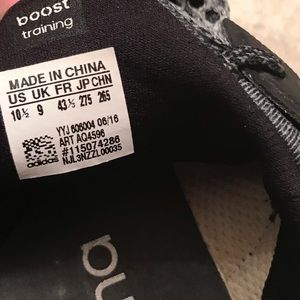 boost
training
MADE IN CHINA
US UK FR JP CHN
10½ 9 43⅓ 275 265
YYJ 606004 06/16
ART AQ4596
#115074286
NJL3NZZL00035
adidas